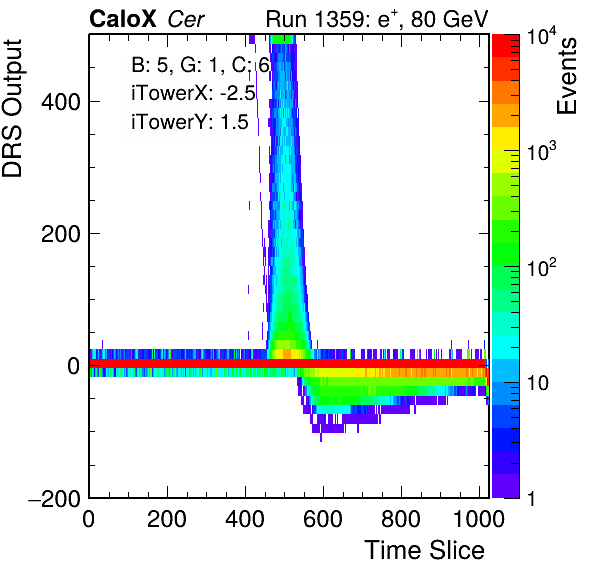 CaloX Cer Run 1359: e⁺, 80 GeV
DRS Output
Events
B: 5, G: 1, C: 6
iTowerX: -2.5
iTowerY: 1.5
400
200
0
−200
0 200 400 600 800 1000
Time Slice
10⁴
10³
10²
10
1